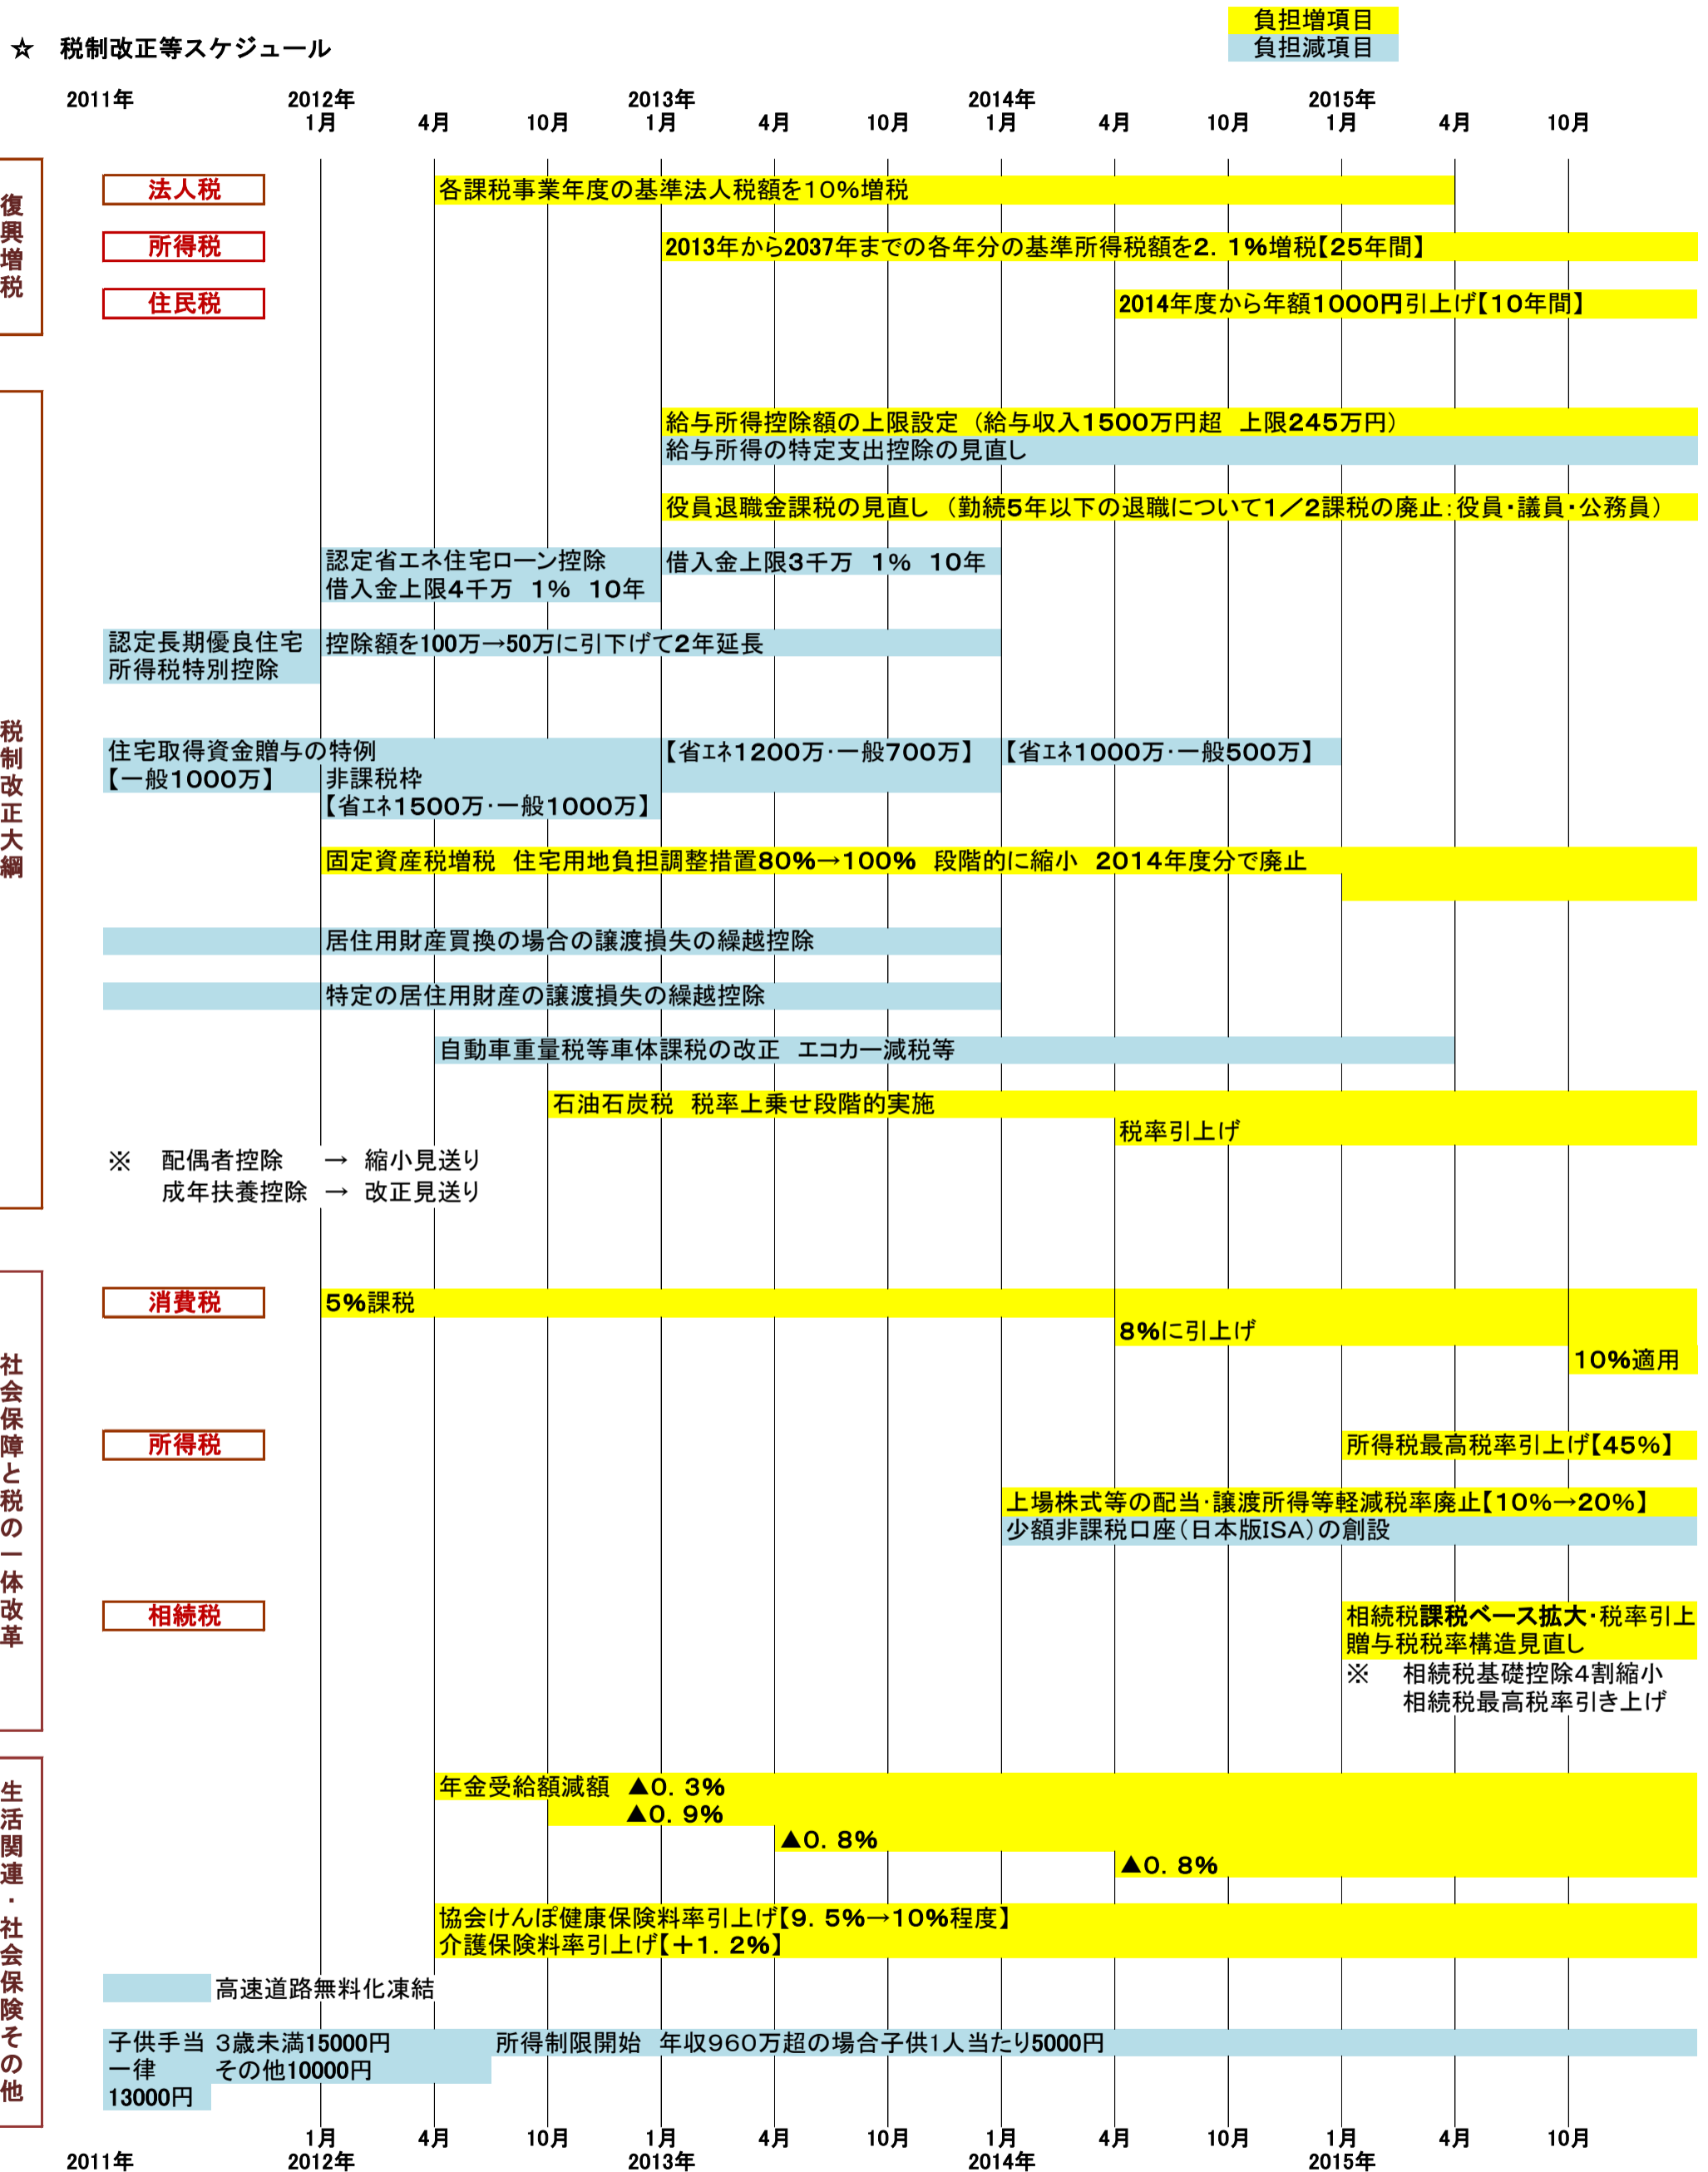 負担増項目
☆　税制改正等スケジュール
負担減項目
2011年 2012年 2013年 2014年 2015年
1月 4月 10月 1月 4月 10月 1月 4月 10月 1月 4月 10月
復興増税
法人税 各課税事業年度の基準法人税額を10%増税
所得税 2013年から2037年までの各年分の基準所得税額を2．1%増税【25年間】
住民税 2014年度から年額1000円引上げ【10年間】
税制改正大綱
給与所得控除額の上限設定（給与収入1500万円超　上限245万円）
給与所得の特定支出控除の見直し
役員退職金課税の見直し（勤続5年以下の退職について1／2課税の廃止：役員・議員・公務員）
認定省エネ住宅ローン控除 借入金上限3千万　1%　10年
借入金上限4千万　1%　10年
認定長期優良住宅 控除額を100万→50万に引下げて2年延長
所得税特別控除
住宅取得資金贈与の特例 【省エネ1200万・一般700万】 【省エネ1000万・一般500万】
【一般1000万】 非課税枠
【省エネ1500万・一般1000万】
固定資産税増税　住宅用地負担調整措置80%→100%　段階的に縮小　2014年度分で廃止
居住用財産買換の場合の譲渡損失の繰越控除
特定の居住用財産の譲渡損失の繰越控除
自動車重量税等車体課税の改正　エコカー減税等
石油石炭税　税率上乗せ段階的実施
税率引上げ
※　配偶者控除　→　縮小見送り
成年扶養控除　→　改正見送り
社会保障と税の一体改革
消費税 5%課税
8%に引上げ
10%適用
所得税 所得税最高税率引上げ【45%】
上場株式等の配当・譲渡所得等軽減税率廃止【10%→20%】
少額非課税口座（日本版ISA）の創設
相続税 相続税課税ベース拡大・税率引上
贈与税税率構造見直し
※　相続税基礎控除4割縮小
相続税最高税率引き上げ
生活関連・社会保険その他
年金受給額減額　▲0．3%
▲0．9%
▲0．8%
▲0．8%
協会けんぽ健康保険料率引上げ【9．5%→10%程度】
介護保険料率引上げ【＋1．2%】
高速道路無料化凍結
子供手当 3歳未満15000円 所得制限開始　年収960万超の場合子供1人当たり5000円
一律 その他10000円
13000円
1月 4月 10月 1月 4月 10月 1月 4月 10月 1月 4月 10月
2011年 2012年 2013年 2014年 2015年